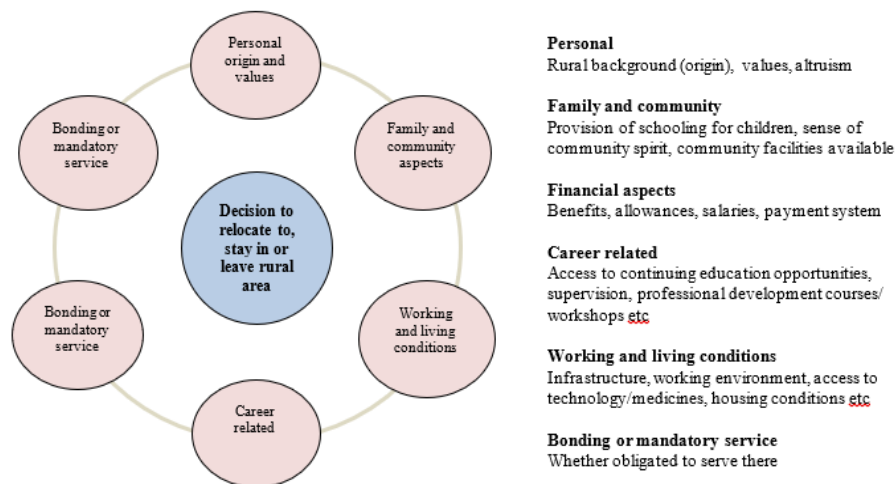 Personal
origin and
values
Family and
community
aspects
Working
and living
conditions
Career
related
Bonding or
mandatory
service
Bonding or
mandatory
service
Decision to
relocate to,
stay in or
leave rural
area
Personal
Rural background (origin), values, altruism
Family and community
Provision of schooling for children, sense of
community spirit, community facilities available
Financial aspects
Benefits, allowances, salaries, payment system
Career related
Access to continuing education opportunities,
supervision, professional development courses/
workshops etc
Working and living conditions
Infrastructure, working environment, access to
technology/medicines, housing conditions etc
Bonding or mandatory service
Whether obligated to serve there